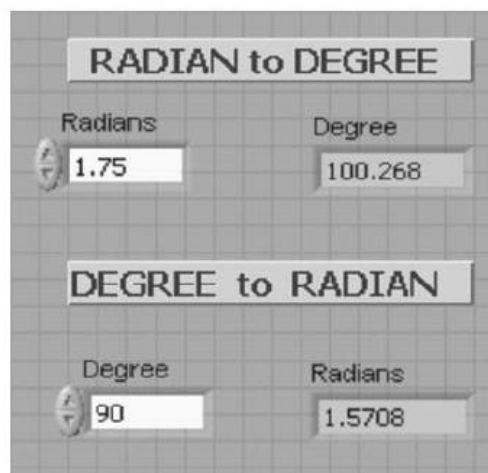 RADIAN to DEGREE
Radians Degree
1.75 100.268
DEGREE to RADIAN
Degree Radians
90 1.5708